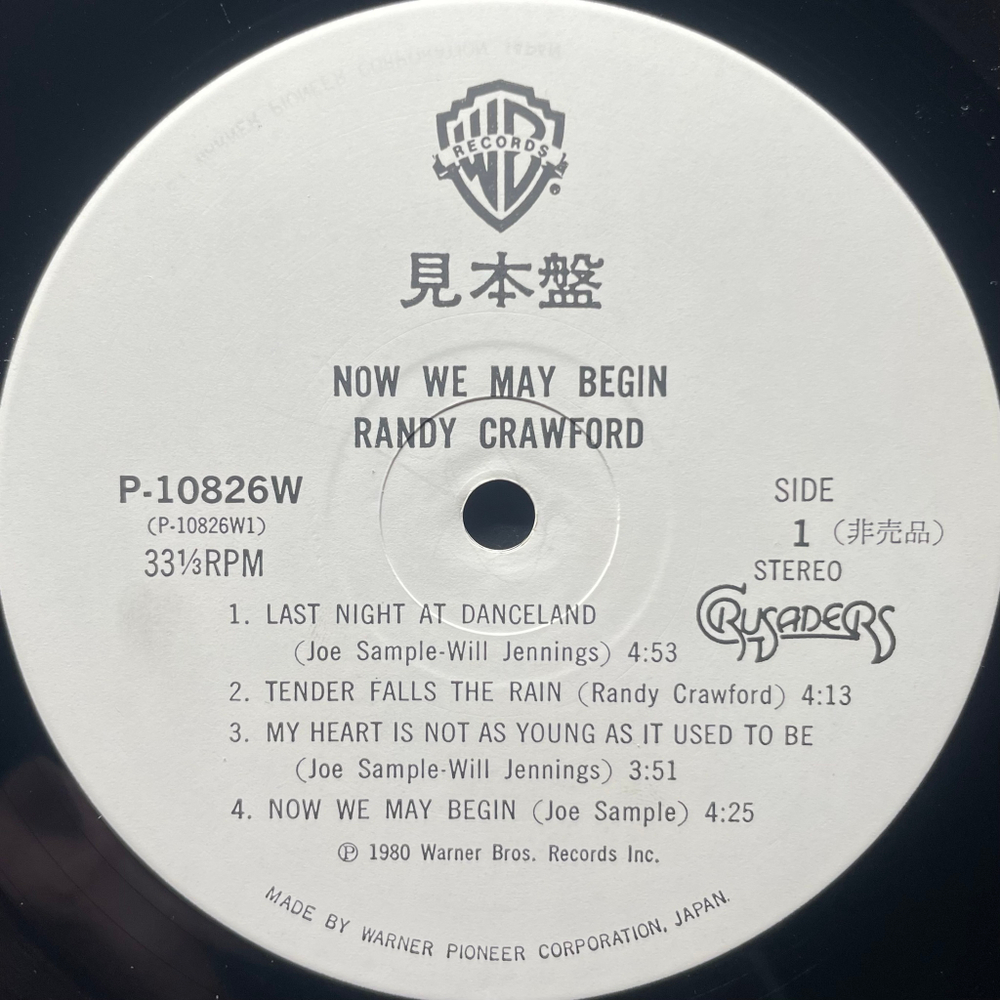 WB
RECORDS
®
見本盤
NOW WE MAY BEGIN
RANDY CRAWFORD
P-10826W
(P-10826W1)
33⅓RPM
SIDE
1 (非売品)
STEREO
CRUSADERS
1. LAST NIGHT AT DANCELAND
(Joe Sample-Will Jennings) 4:53
2. TENDER FALLS THE RAIN (Randy Crawford) 4:13
3. MY HEART IS NOT AS YOUNG AS IT USED TO BE
(Joe Sample-Will Jennings) 3:51
4. NOW WE MAY BEGIN (Joe Sample) 4:25
℗ 1980 Warner Bros. Records Inc.
MADE BY WARNER PIONEER CORPORATION, JAPAN.